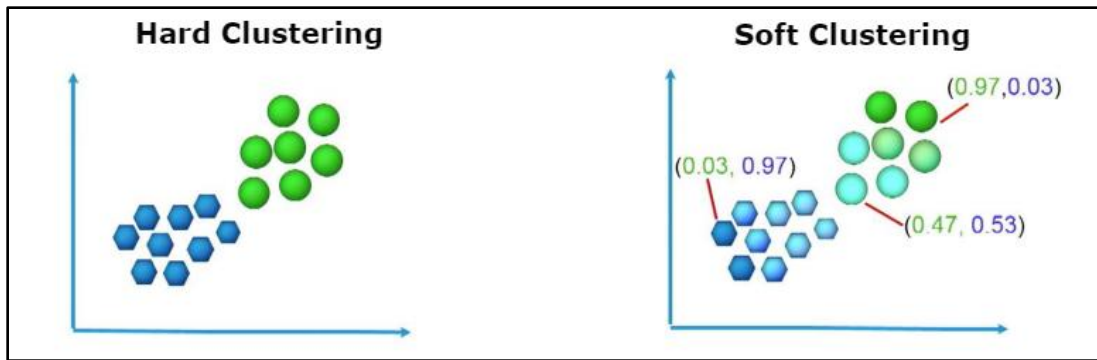 Hard Clustering
Soft Clustering
(0.97,0.03)
(0.03, 0.97)
(0.47, 0.53)